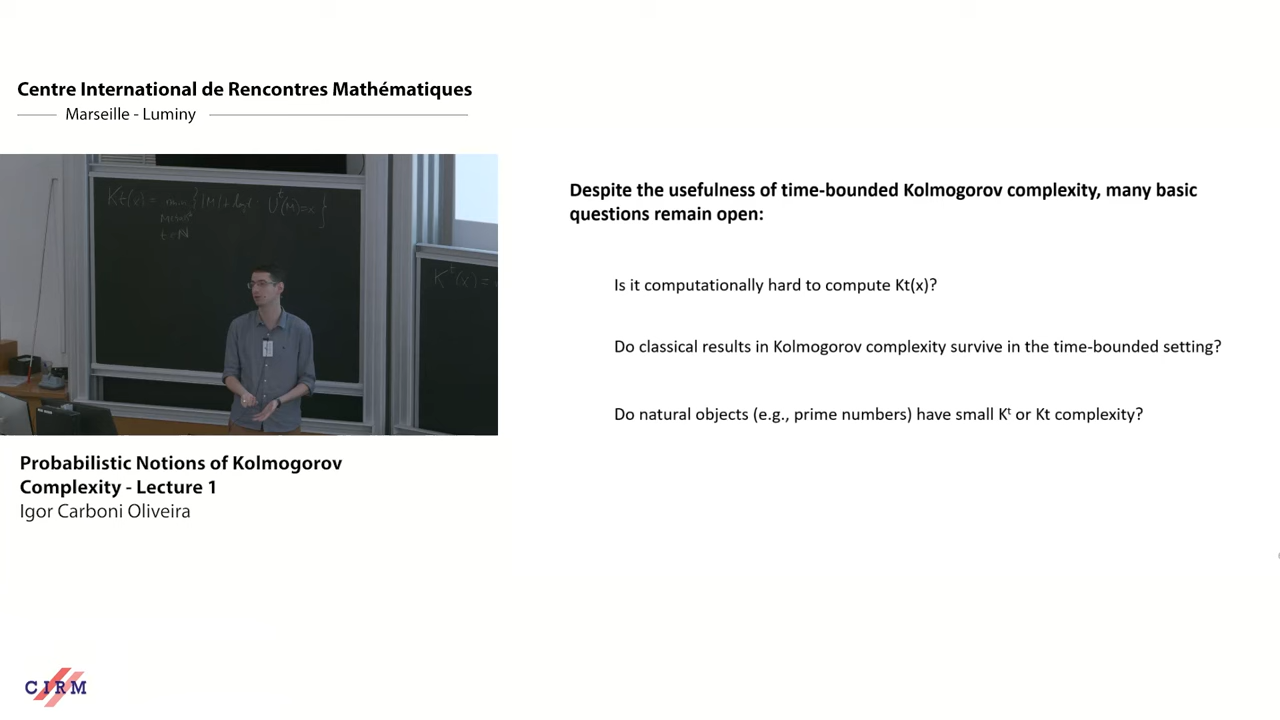 Centre International de Rencontres Mathématiques
Marseille - Luminy
Kt(x) = min { |M| + log t : U^t(M) = x }
t ∈ ℕ
K^t(x) =
Despite the usefulness of time-bounded Kolmogorov complexity, many basic
questions remain open:
Is it computationally hard to compute Kt(x)?
Do classical results in Kolmogorov complexity survive in the time-bounded setting?
Do natural objects (e.g., prime numbers) have small Kᵗ or Kt complexity?
Probabilistic Notions of Kolmogorov
Complexity - Lecture 1
Igor Carboni Oliveira
CIRM